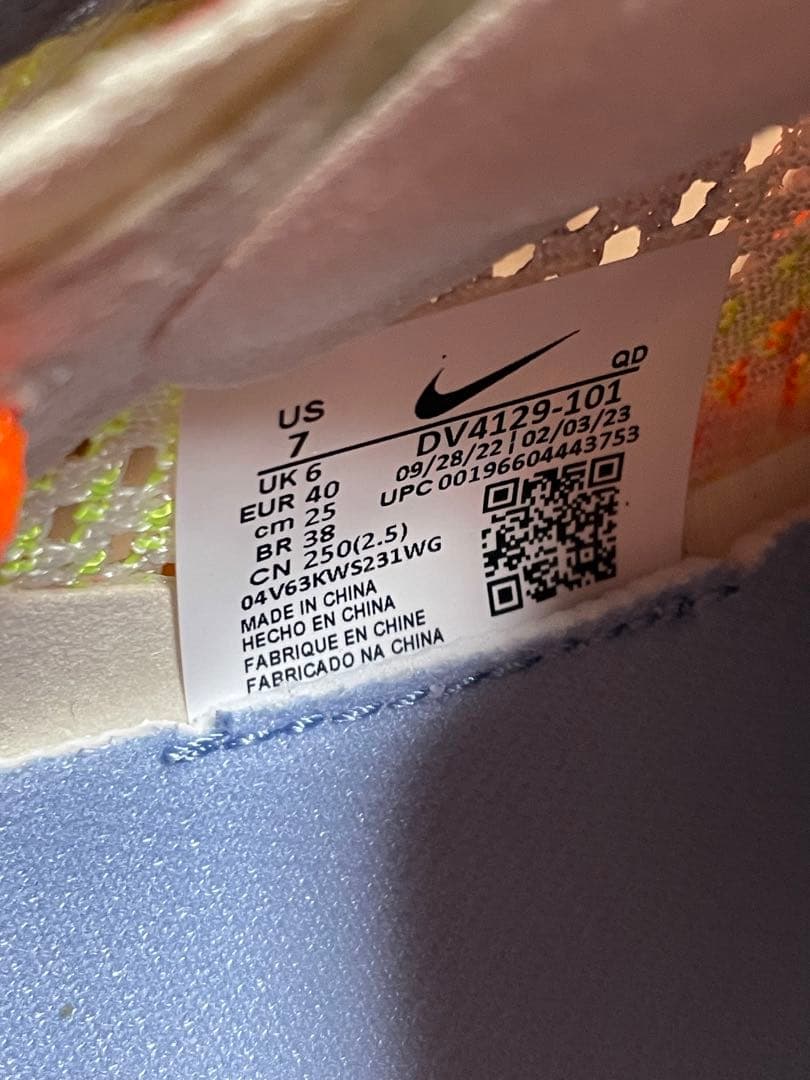 US
7
UK 6
EUR 40
cm 25
BR 38
CN 250(2.5)
04V63KWS231WG
MADE IN CHINA
HECHO EN CHINA
FABRIQUE EN CHINE
FABRICADO NA CHINA
QD
DV4129-101
09/28/22 | 02/03/23
UPC 00196604443753